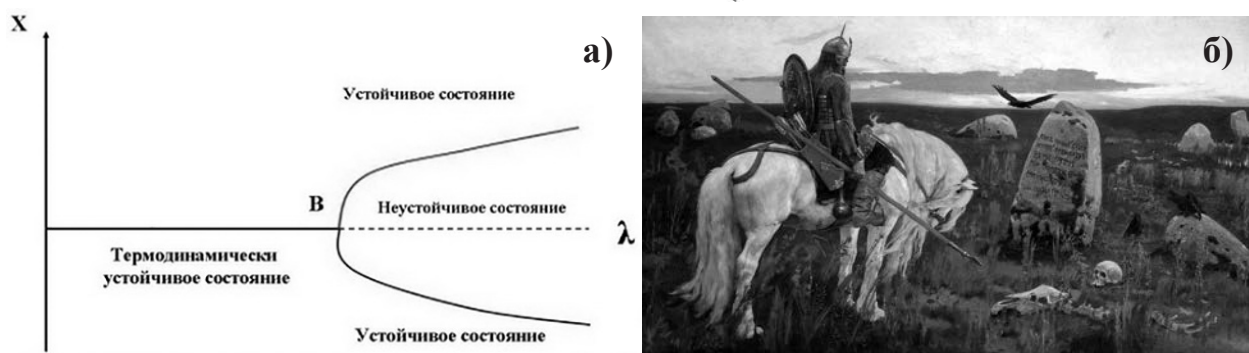 X
а)
Устойчивое состояние
B
Неустойчивое состояние
λ
Термодинамически
устойчивое состояние
Устойчивое состояние
б)